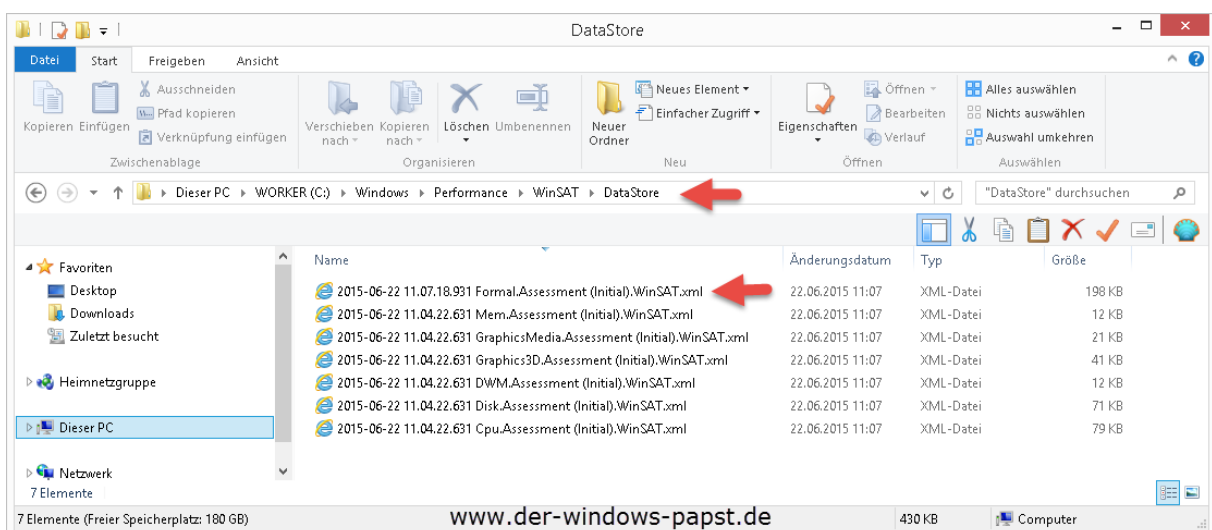 DataStore
Datei Start Freigeben Ansicht
Kopieren Einfügen
Ausschneiden
Pfad kopieren
Verknüpfung einfügen
Zwischenablage
Verschieben nach
Kopieren nach
Löschen
Umbenennen
Organisieren
Neuer Ordner
Neues Element
Einfacher Zugriff
Neu
Eigenschaften
Öffnen
Bearbeiten
Verlauf
Öffnen
Alles auswählen
Nichts auswählen
Auswahl umkehren
Auswählen
Dieser PC WORKER (C:) Windows Performance WinSAT DataStore
"DataStore" durchsuchen
Favoriten
Desktop
Downloads
Zuletzt besucht
Heimnetzgruppe
Dieser PC
Netzwerk
Name Änderungsdatum Typ Größe
2015-06-22 11.07.18.931 Formal.Assessment (Initial).WinSAT.xml 22.06.2015 11:07 XML-Datei 198 KB
2015-06-22 11.04.22.631 Mem.Assessment (Initial).WinSAT.xml 22.06.2015 11:07 XML-Datei 12 KB
2015-06-22 11.04.22.631 GraphicsMedia.Assessment (Initial).WinSAT.xml 22.06.2015 11:07 XML-Datei 21 KB
2015-06-22 11.04.22.631 Graphics3D.Assessment (Initial).WinSAT.xml 22.06.2015 11:07 XML-Datei 41 KB
2015-06-22 11.04.22.631 DWM.Assessment (Initial).WinSAT.xml 22.06.2015 11:07 XML-Datei 12 KB
2015-06-22 11.04.22.631 Disk.Assessment (Initial).WinSAT.xml 22.06.2015 11:07 XML-Datei 71 KB
2015-06-22 11.04.22.631 Cpu.Assessment (Initial).WinSAT.xml 22.06.2015 11:07 XML-Datei 79 KB
7 Elemente
7 Elemente (Freier Speicherplatz: 180 GB) www.der-windows-papst.de 430 KB Computer